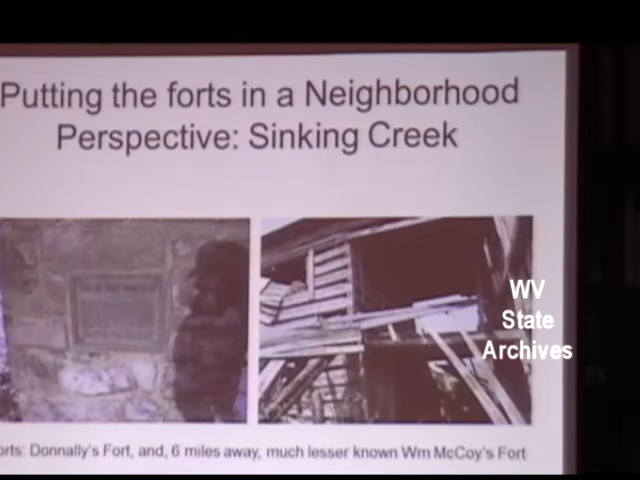 Putting the forts in a Neighborhood
Perspective: Sinking Creek
WV
State
Archives
orts: Donnally's Fort, and, 6 miles away, much lesser known Wm McCoy's Fort